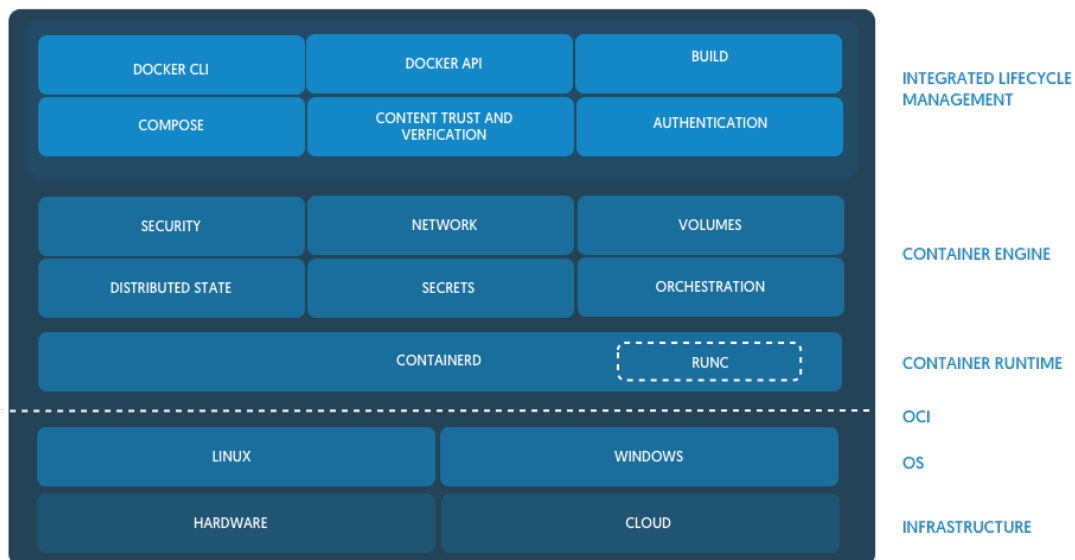 DOCKER CLI
DOCKER API
BUILD
INTEGRATED LIFECYCLE
MANAGEMENT
COMPOSE
CONTENT TRUST AND
VERFICATION
AUTHENTICATION
SECURITY
NETWORK
VOLUMES
CONTAINER ENGINE
DISTRIBUTED STATE
SECRETS
ORCHESTRATION
CONTAINERD
RUNC
CONTAINER RUNTIME
OCI
LINUX
WINDOWS
OS
HARDWARE
CLOUD
INFRASTRUCTURE